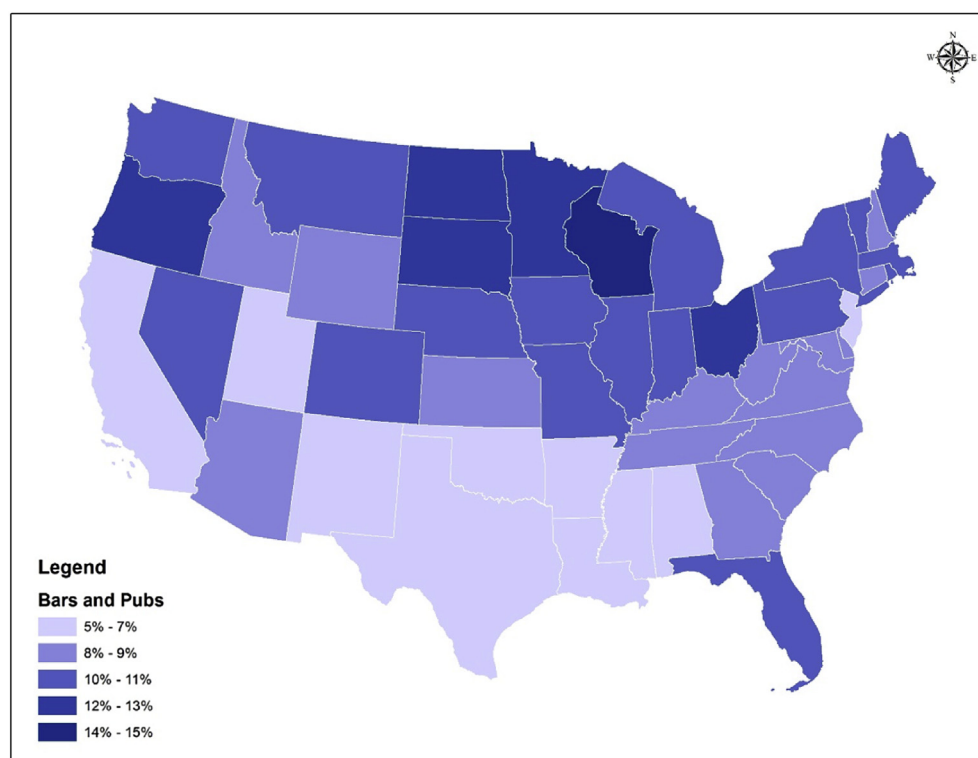 N
W E
S
Legend
Bars and Pubs
5% - 7%
8% - 9%
10% - 11%
12% - 13%
14% - 15%